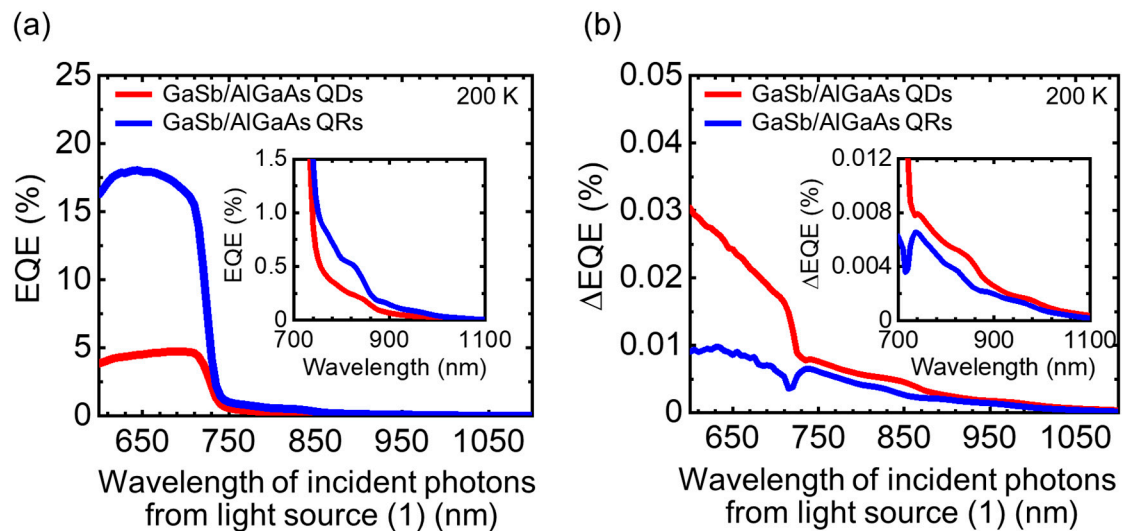 (a)
25
20
15
10
5
0
EQE (%)
GaSb/AlGaAs QDs
GaSb/AlGaAs QRs
200 K
1.5
1.0
0.5
0
EQE (%)
700 900 1100
Wavelength (nm)
650 750 850 950 1050
Wavelength of incident photons
from light source (1) (nm)
(b)
0.05
0.04
0.03
0.02
0.01
0
ΔEQE (%)
GaSb/AlGaAs QDs
GaSb/AlGaAs QRs
200 K
0.012
0.008
0.004
ΔEQE (%)
700 900 1100
Wavelength (nm)
650 750 850 950 1050
Wavelength of incident photons
from light source (1) (nm)